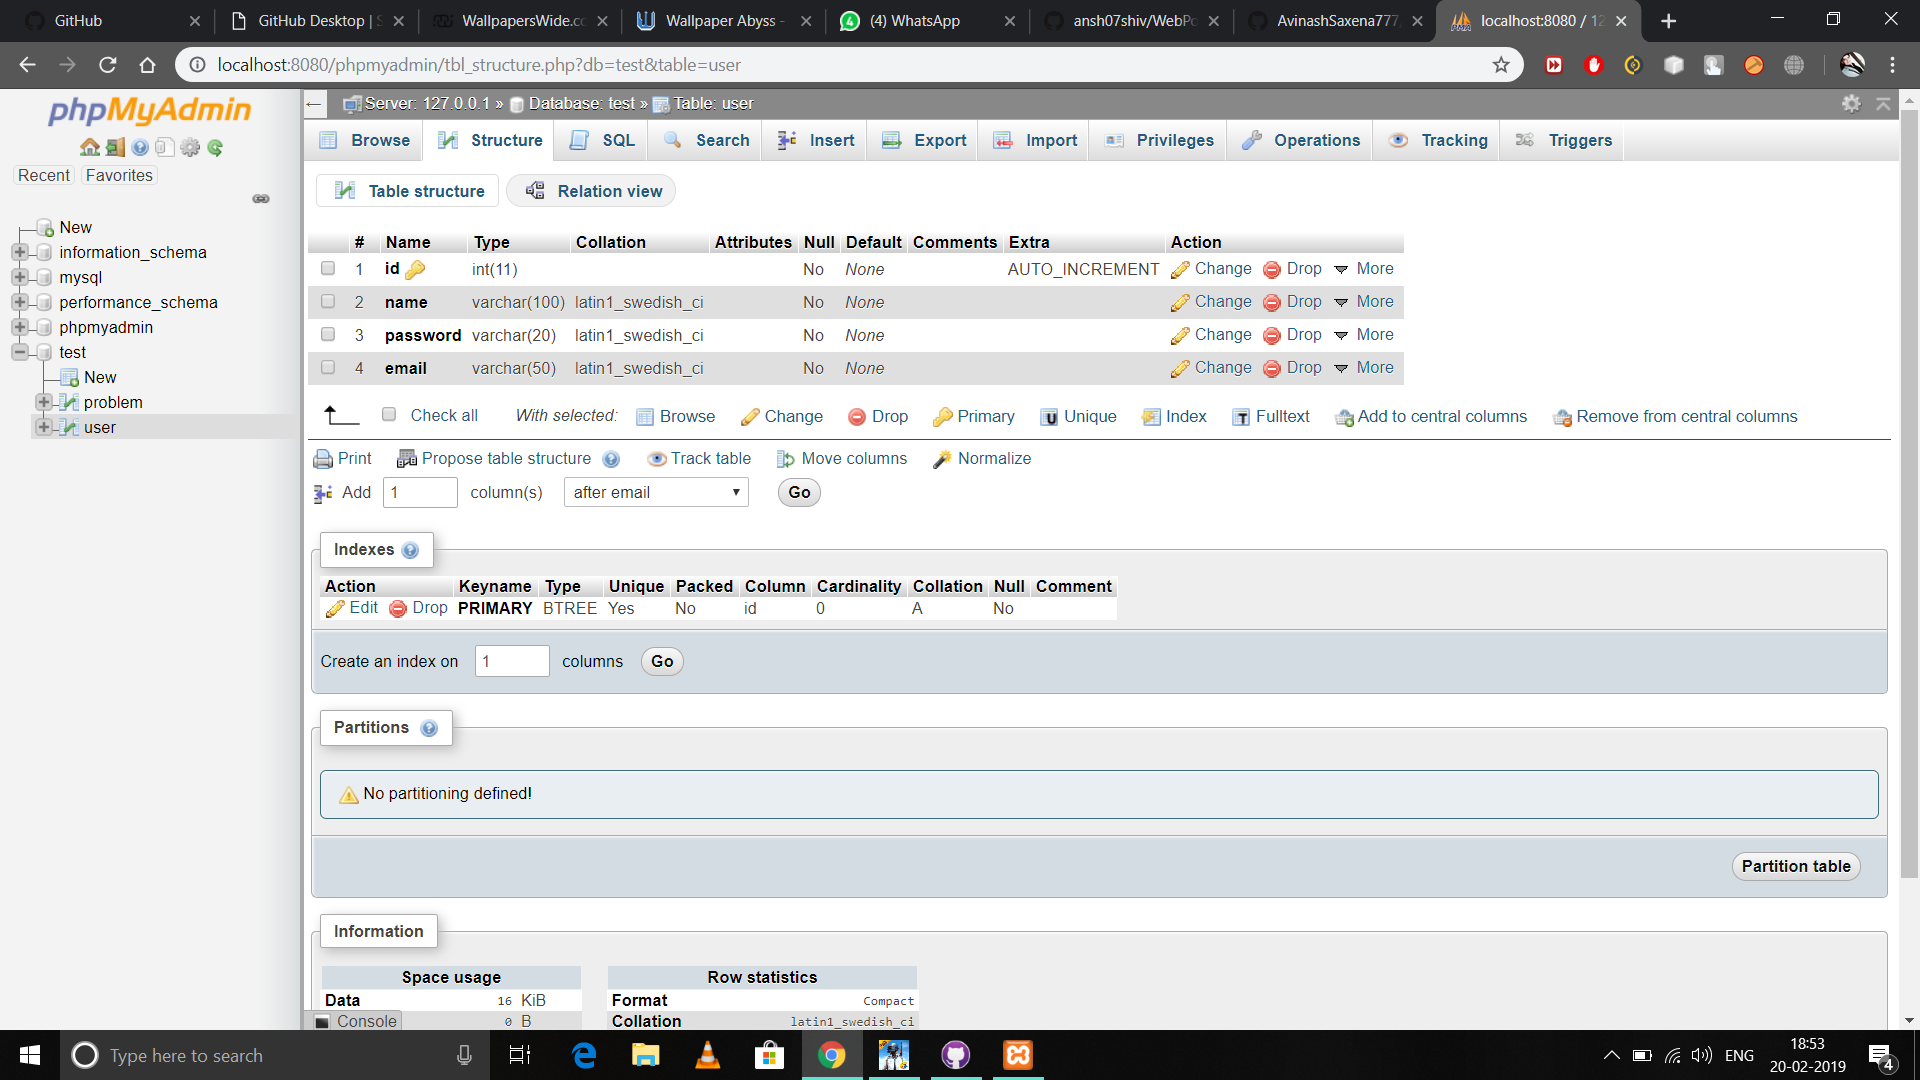 GitHub
GitHub Desktop | S
WallpapersWide.co
Wallpaper Abyss -
(4) WhatsApp
ansh07shiv/WebPo
AvinashSaxena777
localhost:8080 / 12
localhost:8080/phpmyadmin/tbl_structure.php?db=test&table=user
phpMyAdmin
Recent Favorites
New
information_schema
mysql
performance_schema
phpmyadmin
test
New
problem
user
Server: 127.0.0.1 » Database: test » Table: user
Browse Structure SQL Search Insert Export Import Privileges Operations Tracking Triggers
Table structure Relation view
# Name Type Collation Attributes Null Default Comments Extra Action
1 id int(11) No None AUTO_INCREMENT Change Drop More
2 name varchar(100) latin1_swedish_ci No None Change Drop More
3 password varchar(20) latin1_swedish_ci No None Change Drop More
4 email varchar(50) latin1_swedish_ci No None Change Drop More
Check all With selected: Browse Change Drop Primary Unique Index Fulltext Add to central columns Remove from central columns
Print Propose table structure Track table Move columns Normalize
Add 1 column(s) after email Go
Indexes
Action Keyname Type Unique Packed Column Cardinality Collation Null Comment
Edit Drop PRIMARY BTREE Yes No id 0 A No
Create an index on 1 columns Go
Partitions
No partitioning defined!
Partition table
Information
Space usage
Data 16 KiB
0 B
Row statistics
Format Compact
Collation latin1_swedish_ci
Console
Type here to search
ENG
18:53
20-02-2019
4